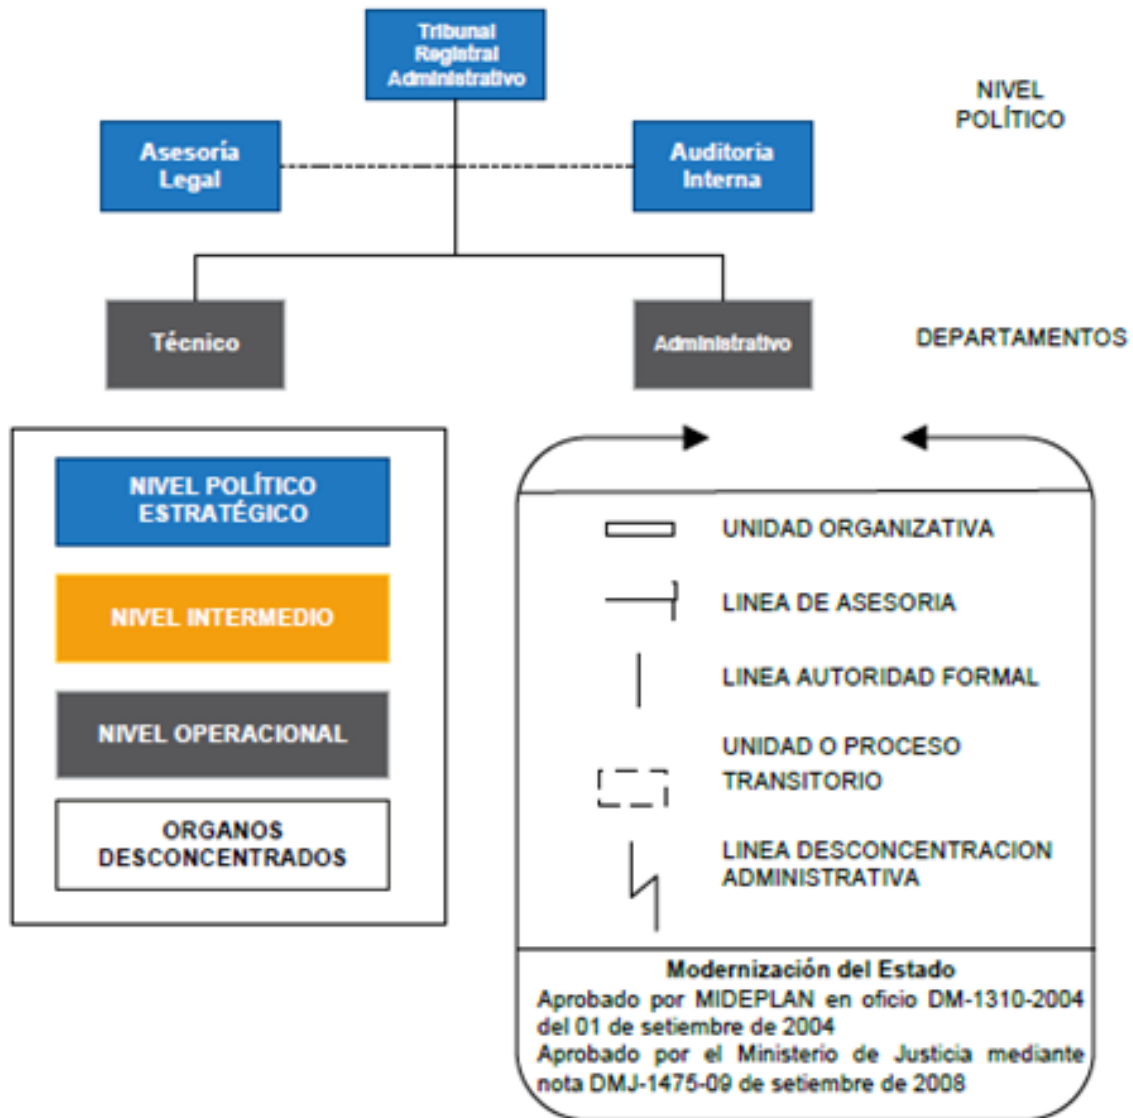 Tribunal
Registral
Administrativo
NIVEL
POLÍTICO
Asesoría
Legal
Auditoria
Interna
Técnico
Administrativo
DEPARTAMENTOS
NIVEL POLÍTICO
ESTRATÉGICO
NIVEL INTERMEDIO
NIVEL OPERACIONAL
ORGANOS
DESCONCENTRADOS
UNIDAD ORGANIZATIVA
LINEA DE ASESORIA
LINEA AUTORIDAD FORMAL
UNIDAD O PROCESO
TRANSITORIO
LINEA DESCONCENTRACION
ADMINISTRATIVA
Modernización del Estado
Aprobado por MIDEPLAN en oficio DM-1310-2004
del 01 de setiembre de 2004
Aprobado por el Ministerio de Justicia mediante
nota DMJ-1475-09 de setiembre de 2008